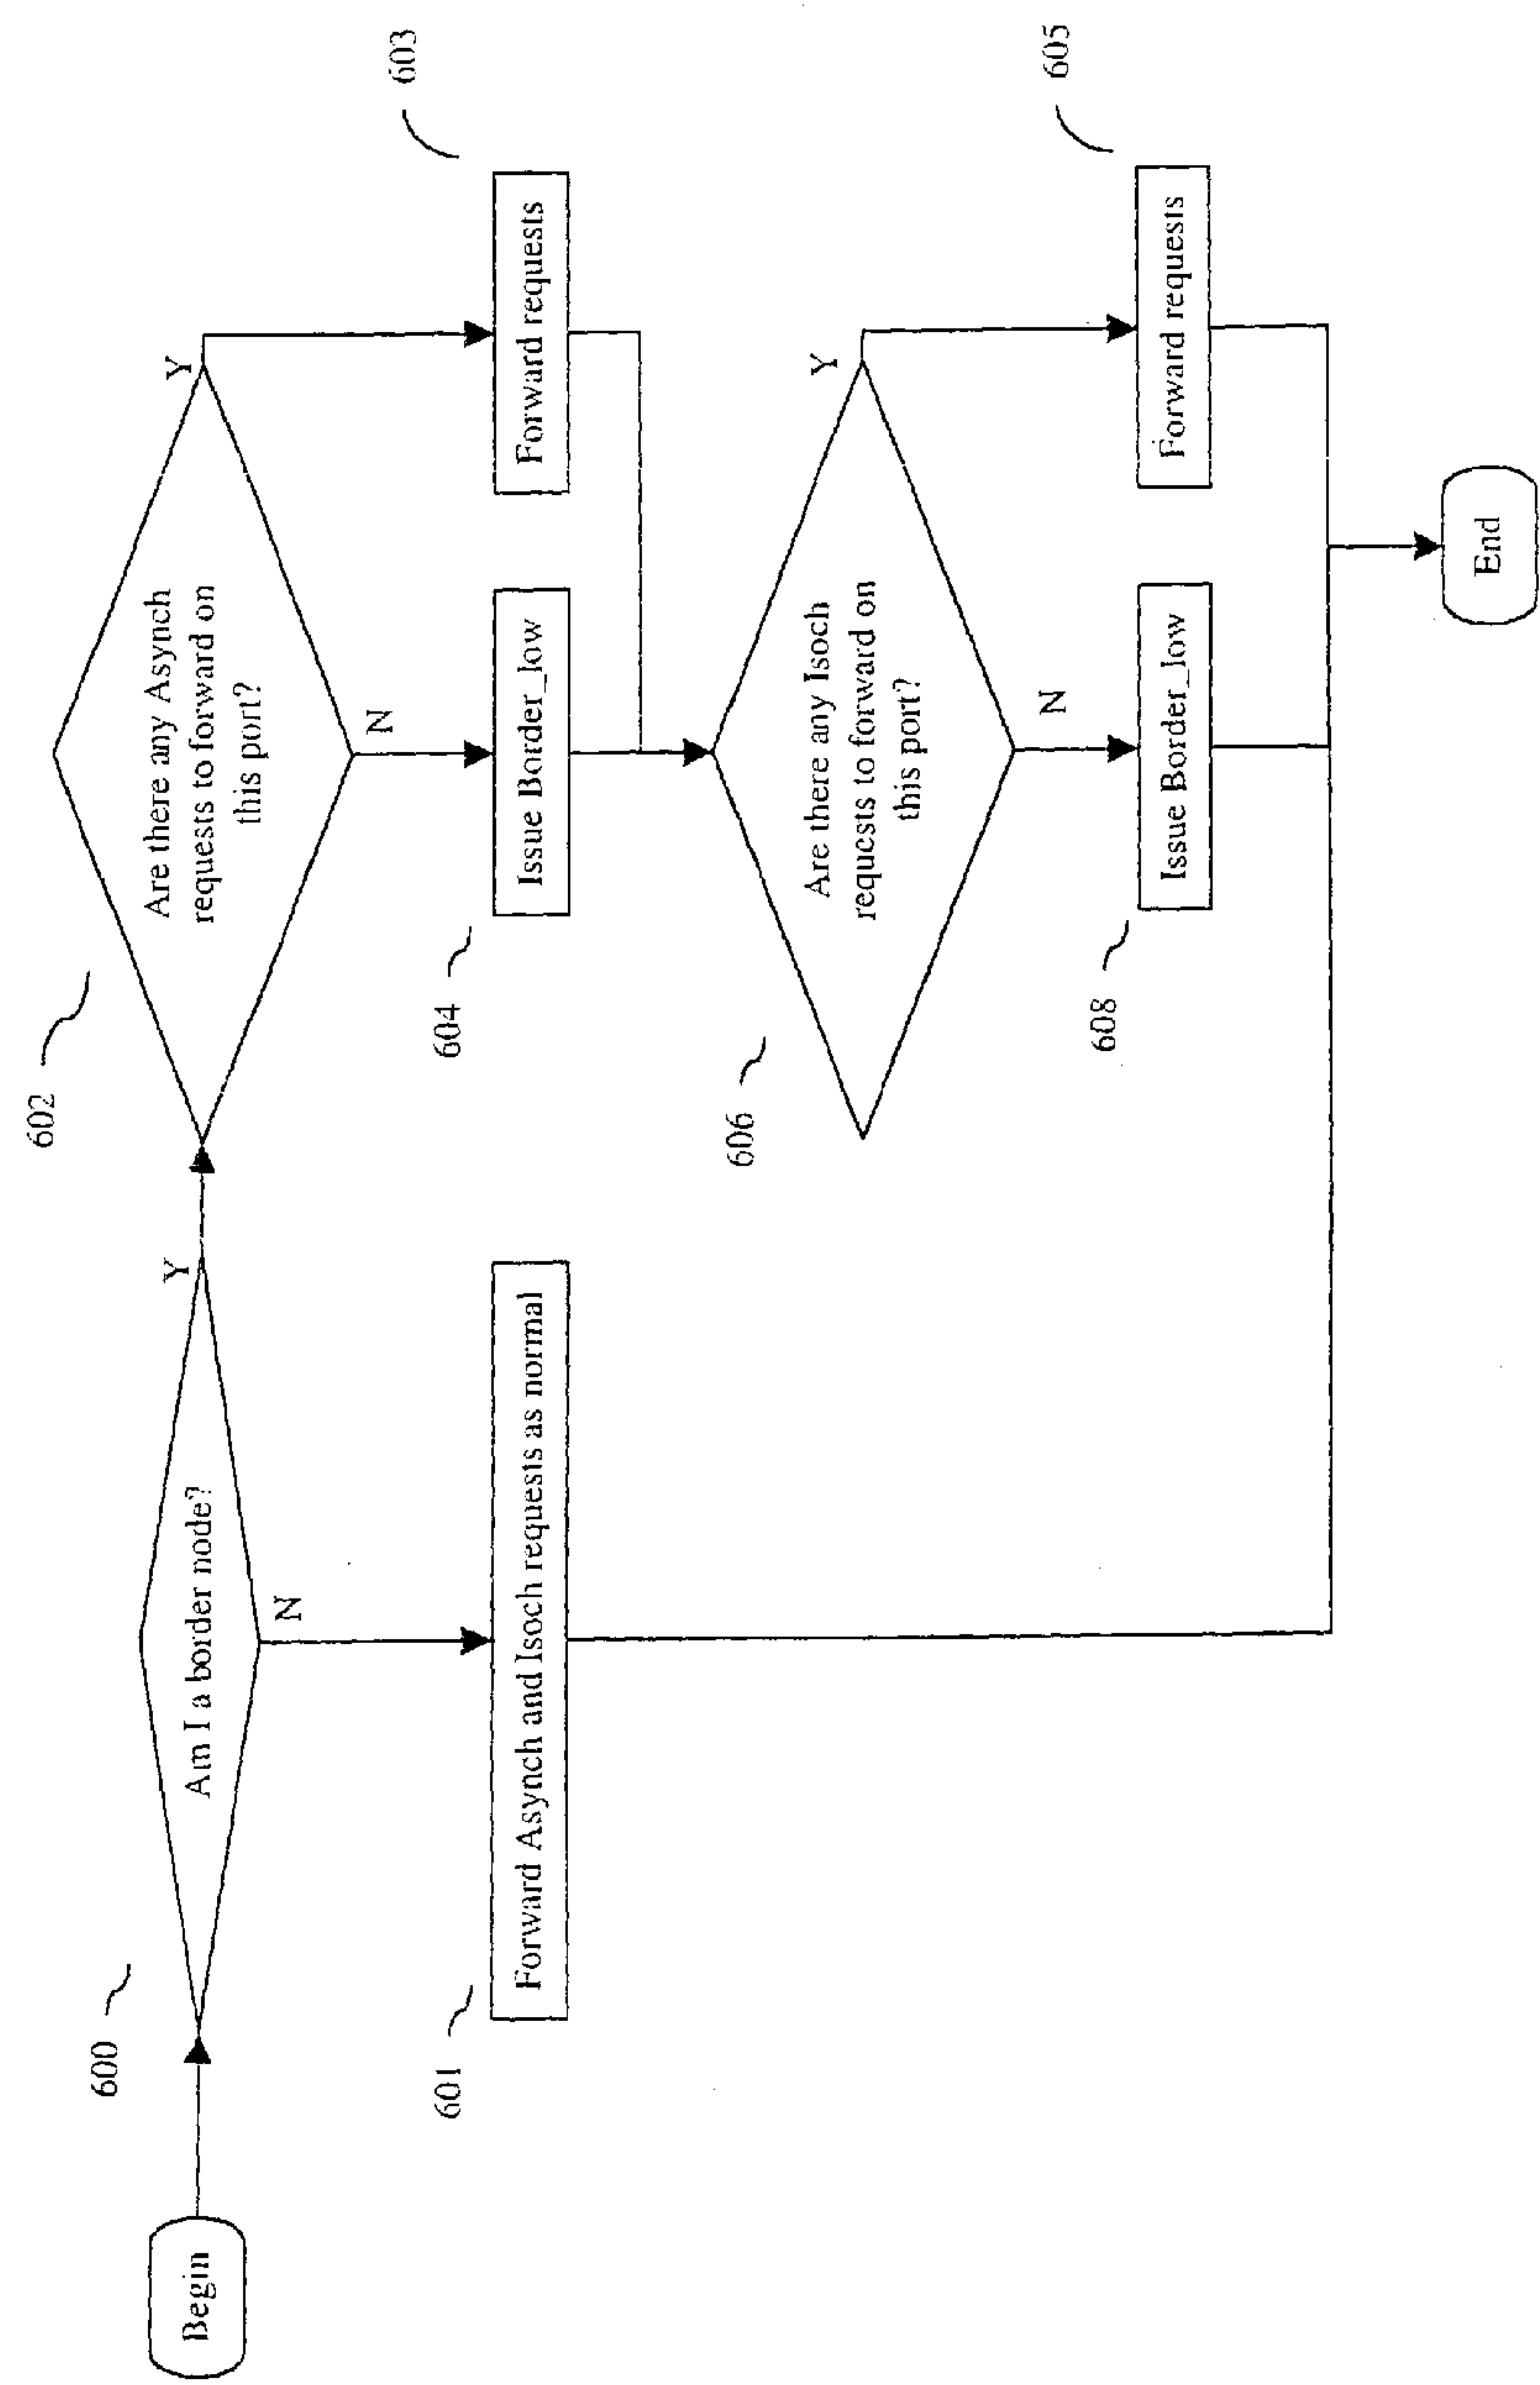 Begin
600
Am I a border node?
Y
N
601
Forward Asynch and Isoch requests as normal
602
Are there any Asynch
requests to forward on
this port?
Y
N
603
Forward requests
604
Issue Border_low
606
Are there any Isoch
requests to forward on
this port?
Y
N
605
Forward requests
608
Issue Border_low
End